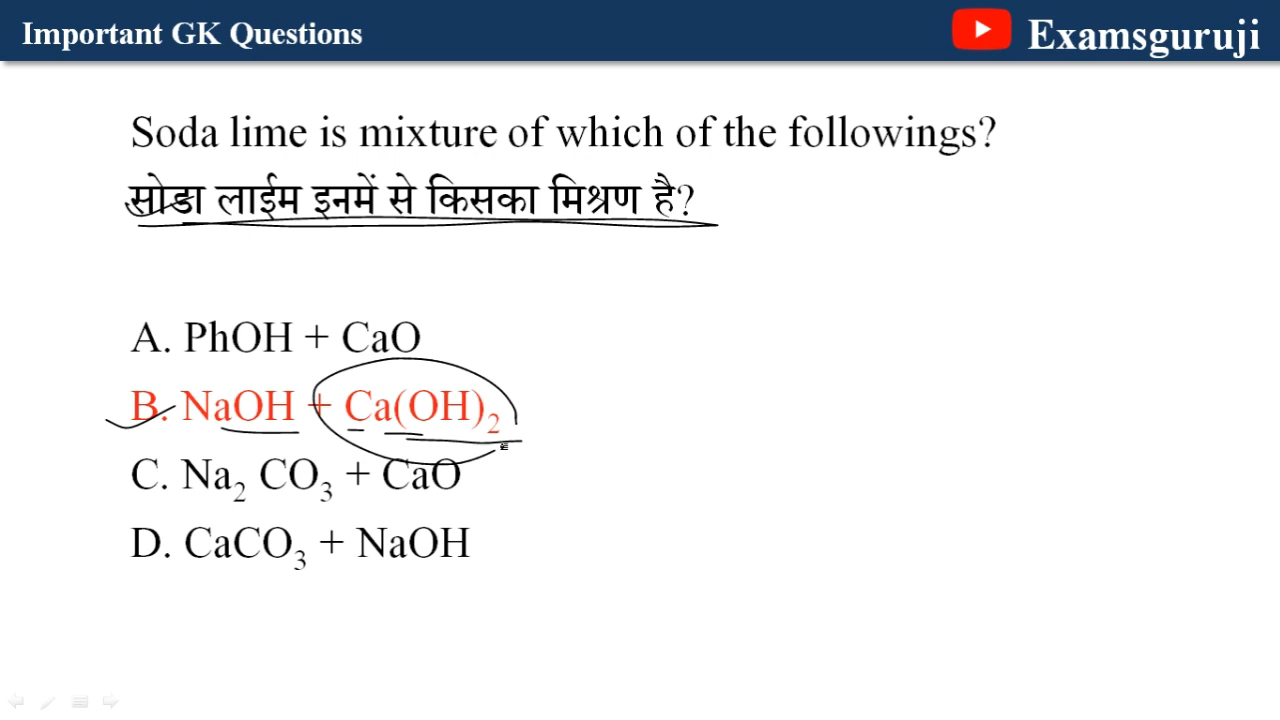 Important GK Questions
Examsguruji
Soda lime is mixture of which of the followings?
सोडा लाईम इनमें से किसका मिश्रण है?
A. PhOH + CaO
B. NaOH + Ca(OH)₂
C. Na₂ CO₃ + CaO
D. CaCO₃ + NaOH